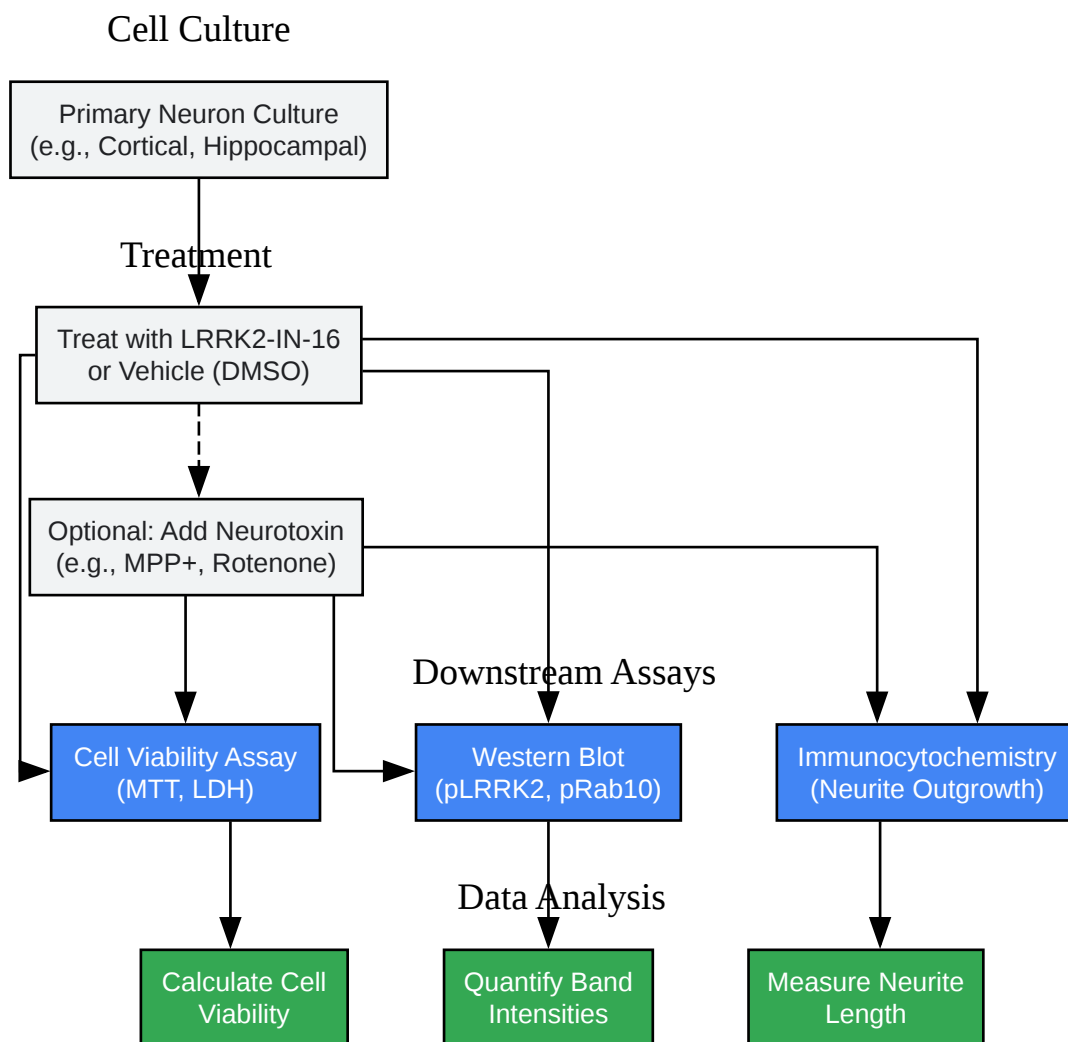 Cell Culture
Primary Neuron Culture
(e.g., Cortical, Hippocampal)
Treatment
Treat with LRRK2-IN-16
or Vehicle (DMSO)
Optional: Add Neurotoxin
(e.g., MPP+, Rotenone)
Downstream Assays
Cell Viability Assay
(MTT, LDH)
Western Blot
(pLRRK2, pRab10)
Immunocytochemistry
(Neurite Outgrowth)
Data Analysis
Calculate Cell
Viability
Quantify Band
Intensities
Measure Neurite
Length